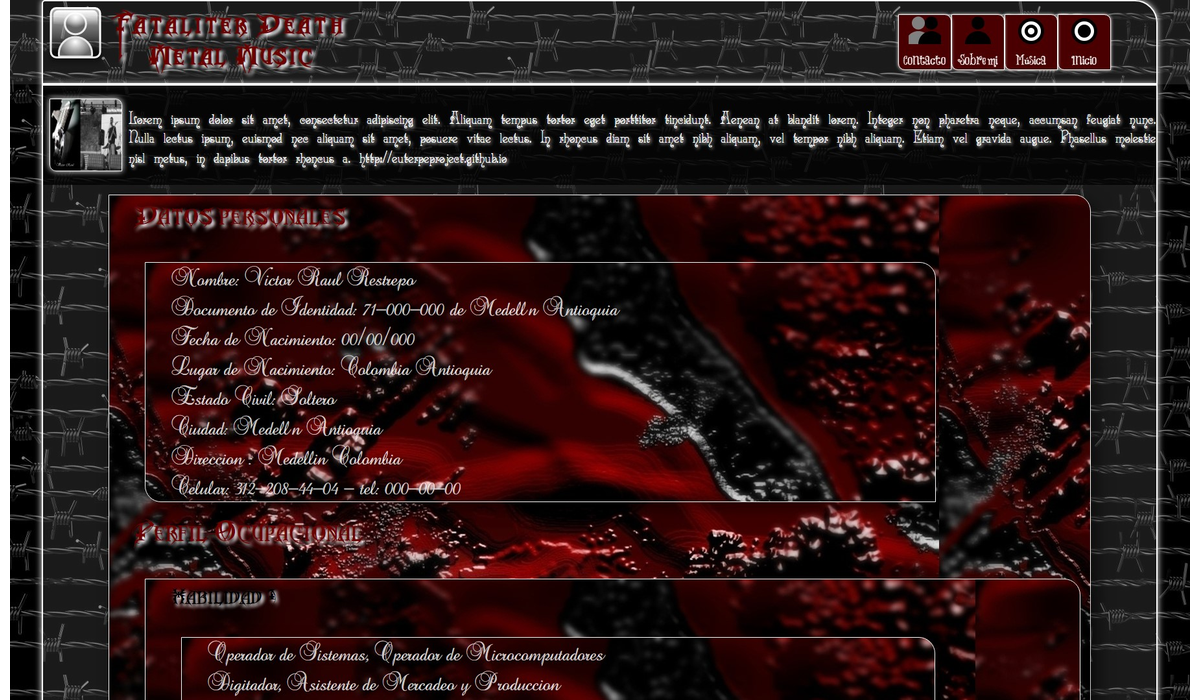 Fataliter Death
Metal Music
Contacto Sobre mi Musica Inicio
Lorem ipsum dolor sit amet, consectetur adipiscing elit. Aliquam tempus tortor eget porttitor tincidunt. Aenean at blandit lorem. Integer non pharetra neque, accumsan feugiat nunc.
Nulla lectus ipsum, euismod nec aliquam sit amet, posuere vitae lectus. In rhoncus diam sit amet nibh aliquam, vel tempor nibh aliquam. Etiam vel gravida augue. Phasellus molestie
nisl metus, in dapibus tortor rhoncus a. http://euterpeproject.github.io
Datos personales
Nombre: Victor Raul Restrepo
Documento de Identidad: 71-000-000 de Medell n Antioquia
Fecha de Nacimiento: 00/00/000
Lugar de Nacimiento: Colombia Antioquia
Estado Civil: Soltero
Ciudad: Medell n Antioquia
Direccion : Medellin Colombia
Celular: 312-208-44-04 - tel: 000-00-00
Perfil Ocupacional
Habilidad
Operador de Sistemas, Operador de Microcomputadores
Digitador, Asistente de Mercadeo y Produccion